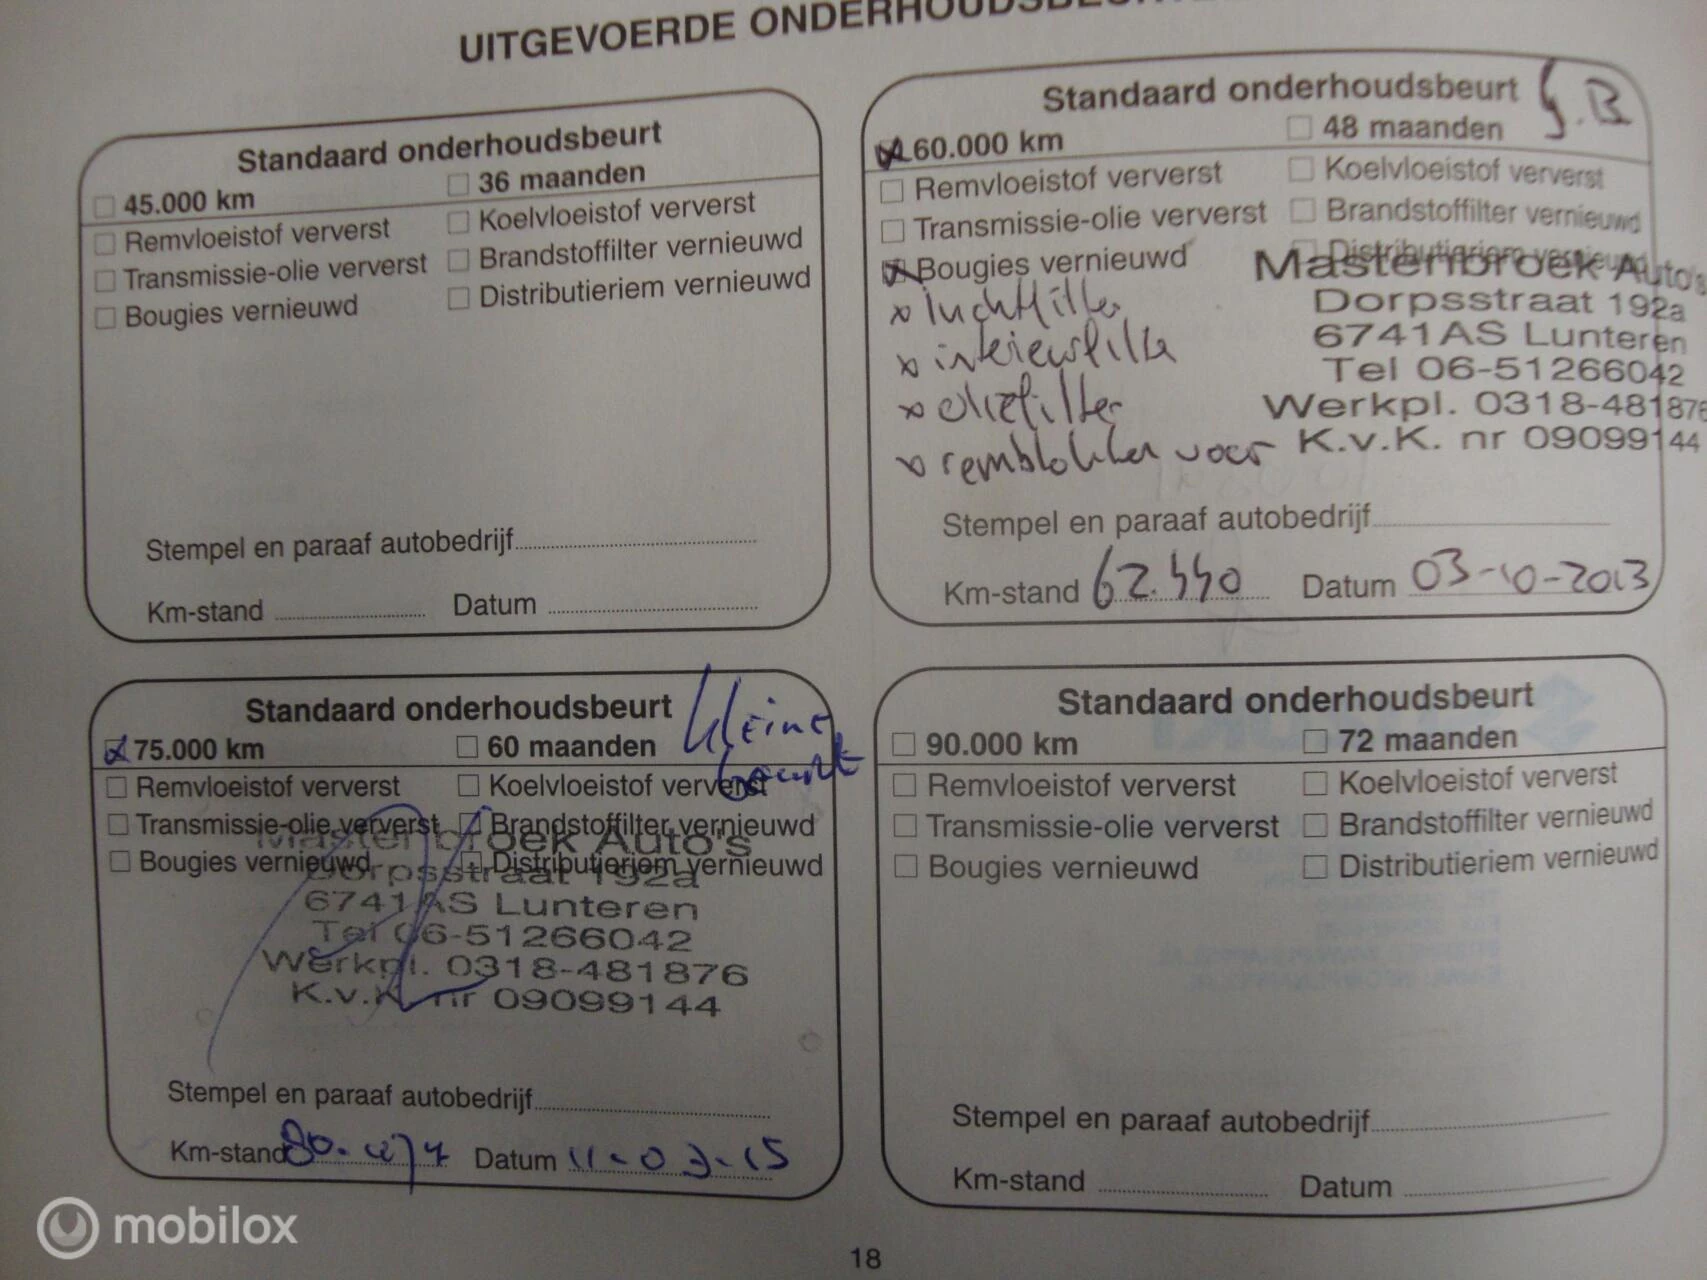 UITGEVOERDE
Standaard onderhoudsbeurt
45.000 km
36 maanden
Remvloeistof ververst
Koelvloeistof ververst
Transmissie-olie ververst
Brandstoffilter vernieuwd
Bougies vernieuwd
Distributieriem vernieuwd
Stempel en paraaf autobedrijf
Km-stand
Datum
Standaard onderhoudsbeurt
G.B
60.000 km
48 maanden
Remvloeistof ververst
Koelvloeistof ververst
Transmissie-olie ververst
Brandstoffilter vernieuwd
Bougies vernieuwd
Distributieriem vernieuwd
Mastenbroek Auto's
Dorpsstraat 192a
6741AS Lunteren
Tel 06-51266042
Werkpl. 0318-481876
K.v.K. nr 09099144
x luchtfilter
x interieurfilter
x oliefilter
x remblokken voor
Stempel en paraaf autobedrijf
Km-stand 62.440
Datum 03-10-2013
Standaard onderhoudsbeurt
kleine
beurt
75.000 km
60 maanden
Remvloeistof ververst
Koelvloeistof ververst
Transmissie-olie ververst
Brandstoffilter vernieuwd
Bougies vernieuwd
Distributieriem vernieuwd
Mastenbroek Auto's
Dorpsstraat 192a
6741AS Lunteren
Tel 06-51266042
Werkpl. 0318-481876
K.v.K. nr 09099144
Stempel en paraaf autobedrijf
Km-stand
Datum 11-03-15
Standaard onderhoudsbeurt
90.000 km
72 maanden
Remvloeistof ververst
Koelvloeistof ververst
Transmissie-olie ververst
Brandstoffilter vernieuwd
Bougies vernieuwd
Distributieriem vernieuwd
Stempel en paraaf autobedrijf
Km-stand
Datum
mobilox
18